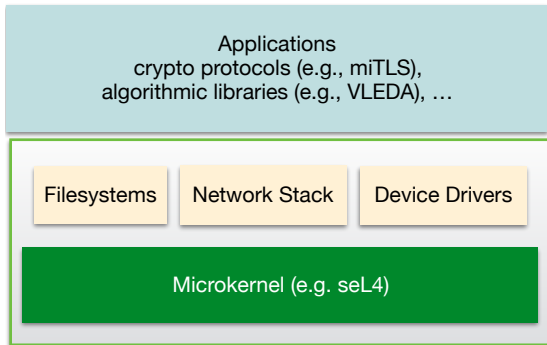 Applications
crypto protocols (e.g., miTLS),
algorithmic libraries (e.g., VLEDA), …
Filesystems
Network Stack
Device Drivers
Microkernel (e.g. seL4)